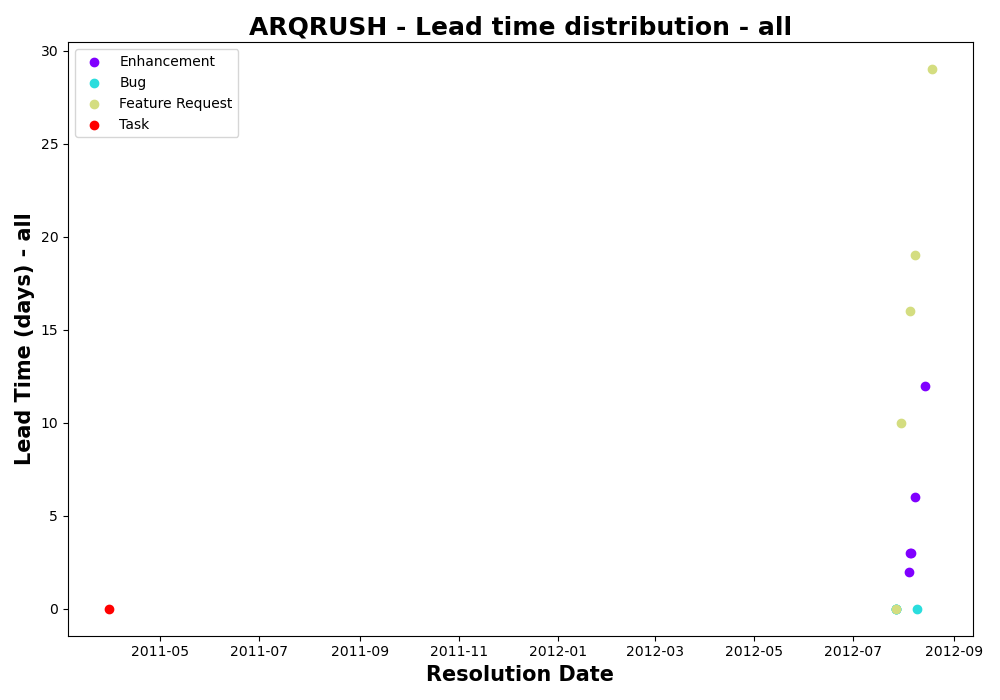 ARQRUSH - Lead time distribution - all
Enhancement
Bug
Feature Request
Task
Lead Time (days) - all
30
25
20
15
10
5
0
2011-05 2011-07 2011-09 2011-11 2012-01 2012-03 2012-05 2012-07 2012-09
Resolution Date